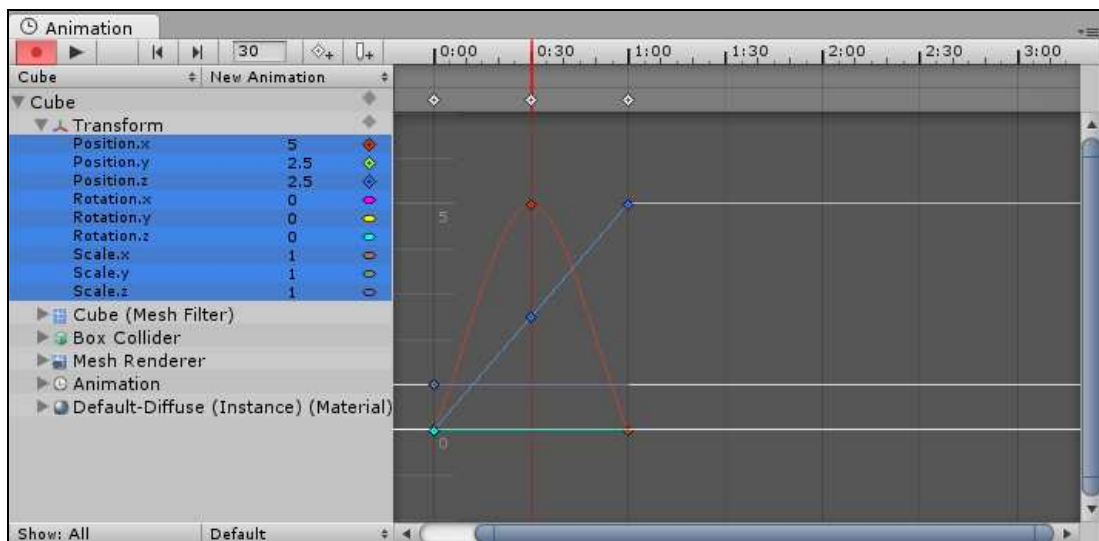 Animation
30
0:00 0:30 1:00 1:30 2:00 2:30 3:00
Cube New Animation
Cube
Transform
Position.x 5
Position.y 2.5
Position.z 2.5
Rotation.x 0
Rotation.y 0
Rotation.z 0
Scale.x 1
Scale.y 1
Scale.z 1
Cube (Mesh Filter)
Box Collider
Mesh Renderer
Animation
Default-Diffuse (Instance) (Material)
5
0
Show: All Default